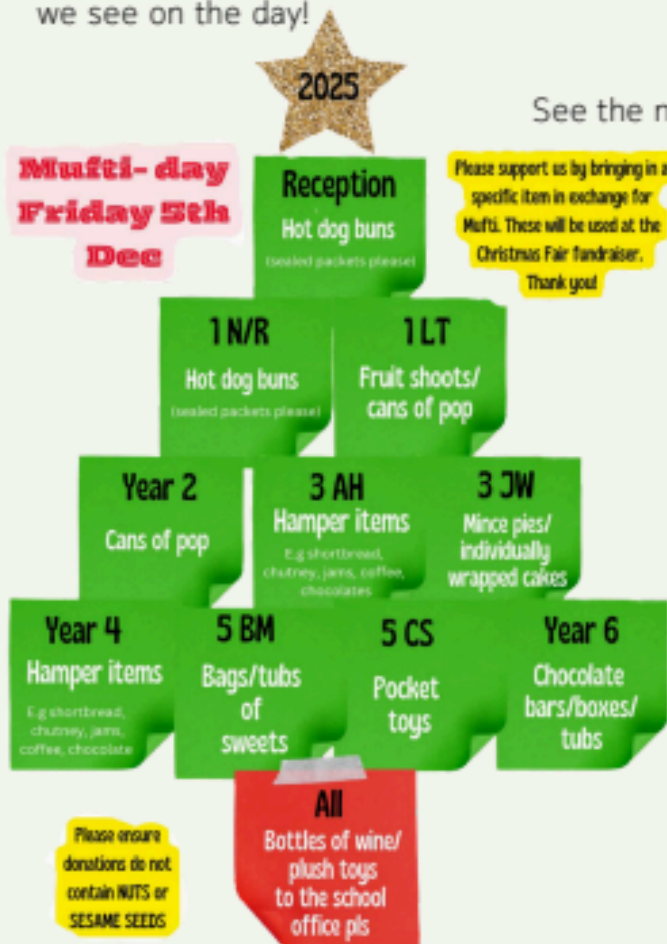 we see on the day!
2025
See the
Mufti- day
Friday 5th
Dec
Please support us by bringing in a
specific item in exchange for
Mufti. These will be used at the
Christmas Fair fundraiser.
Thank you!
Reception
Hot dog buns
(sealed packets please)
1 N/R
Hot dog buns
(sealed packets please)
1 LT
Fruit shoots/
cans of pop
Year 2
Cans of pop
3 AH
Hamper items
E.g shortbread,
chutney, jams, coffee,
chocolates
3 JW
Mince pies/
individually
wrapped cakes
Year 4
Hamper items
E.g shortbread,
chutney, jams,
coffee, chocolate
5 BM
Bags/tubs
of
sweets
5 CS
Pocket
toys
Year 6
Chocolate
bars/boxes/
tubs
All
Bottles of wine/
plush toys
to the school
office pls
Please ensure
donations do not
contain NUTS or
SESAME SEEDS